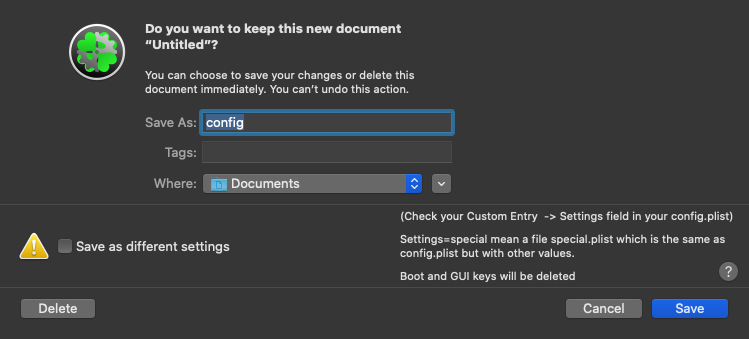 Do you want to keep this new document
“Untitled”?
You can choose to save your changes or delete this
document immediately. You can’t undo this action.
Save As: config
Tags:
Where: Documents
Save as different settings
(Check your Custom Entry -> Settings field in your config.plist)
Settings=special mean a file special.plist which is the same as
config.plist but with other values.
Boot and GUI keys will be deleted
?
Delete
Cancel
Save